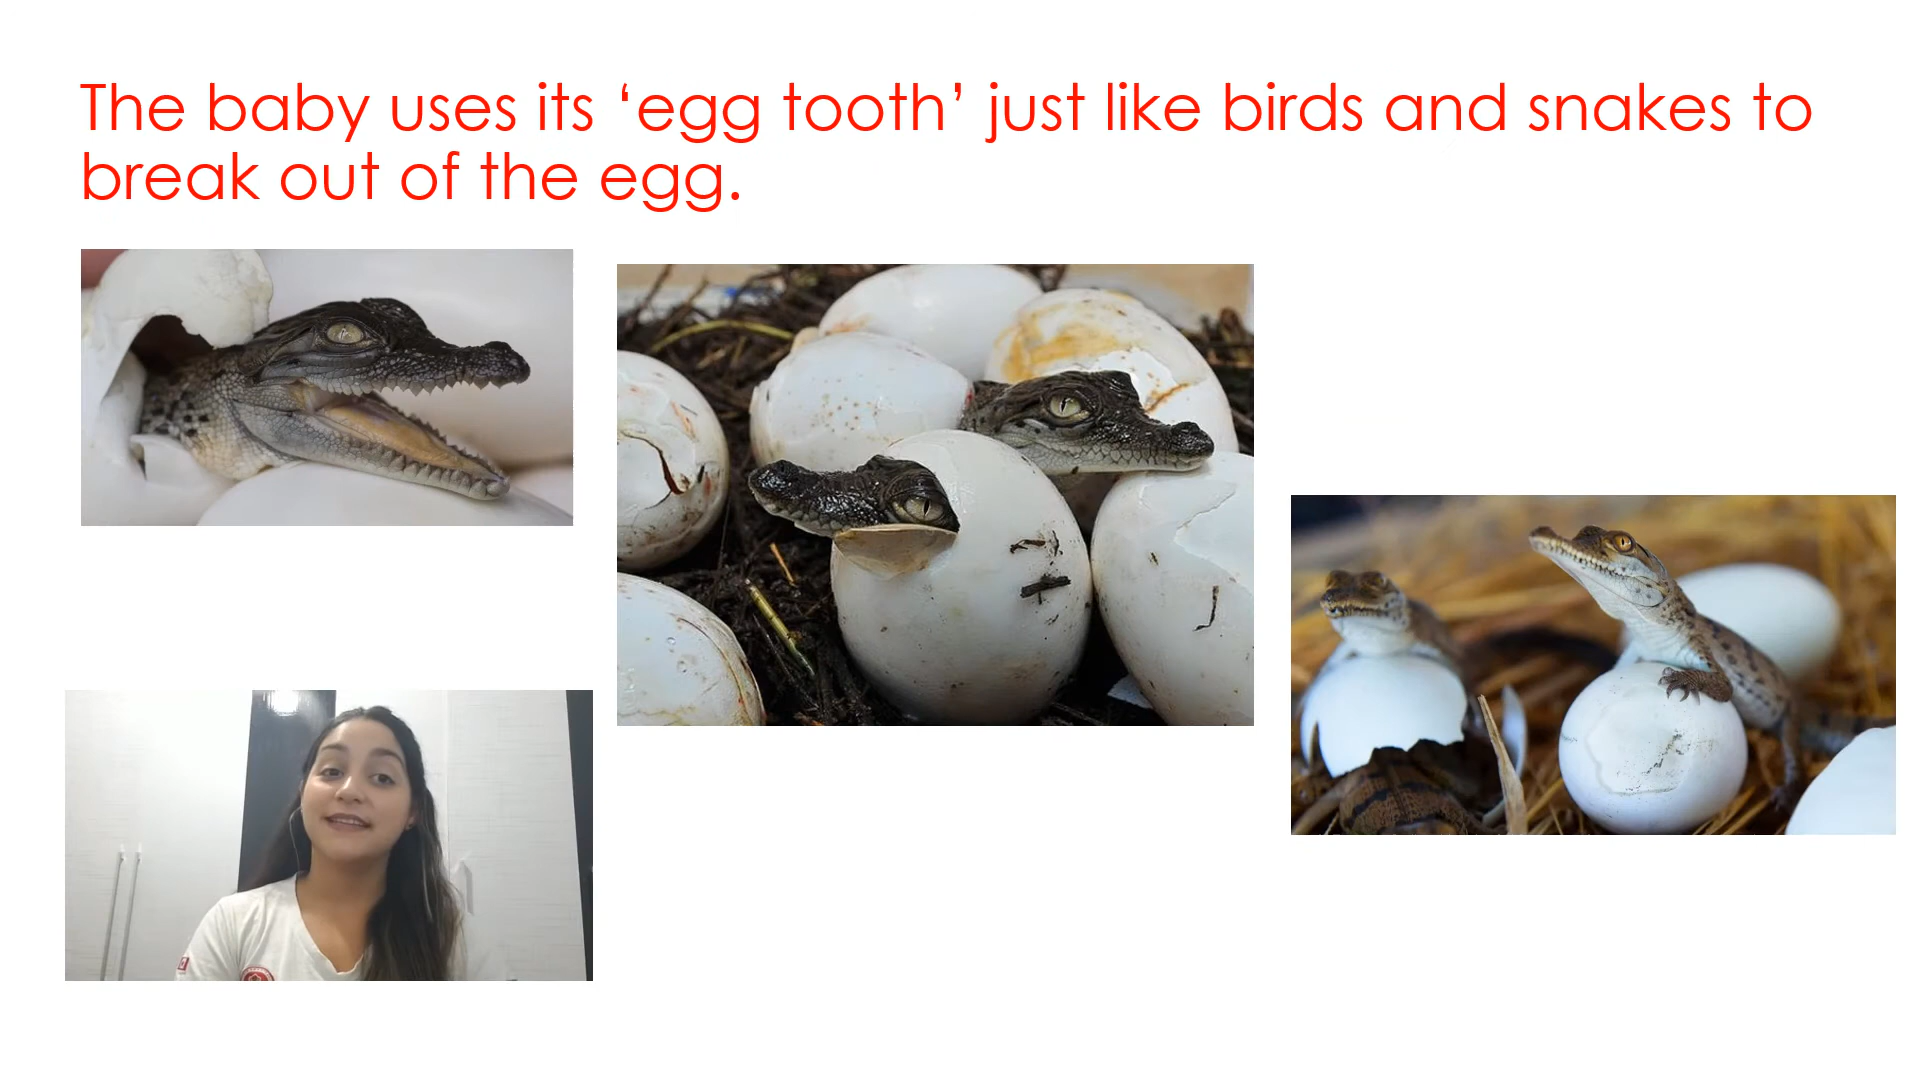 The baby uses its ‘egg tooth’ just like birds and snakes to
break out of the egg.